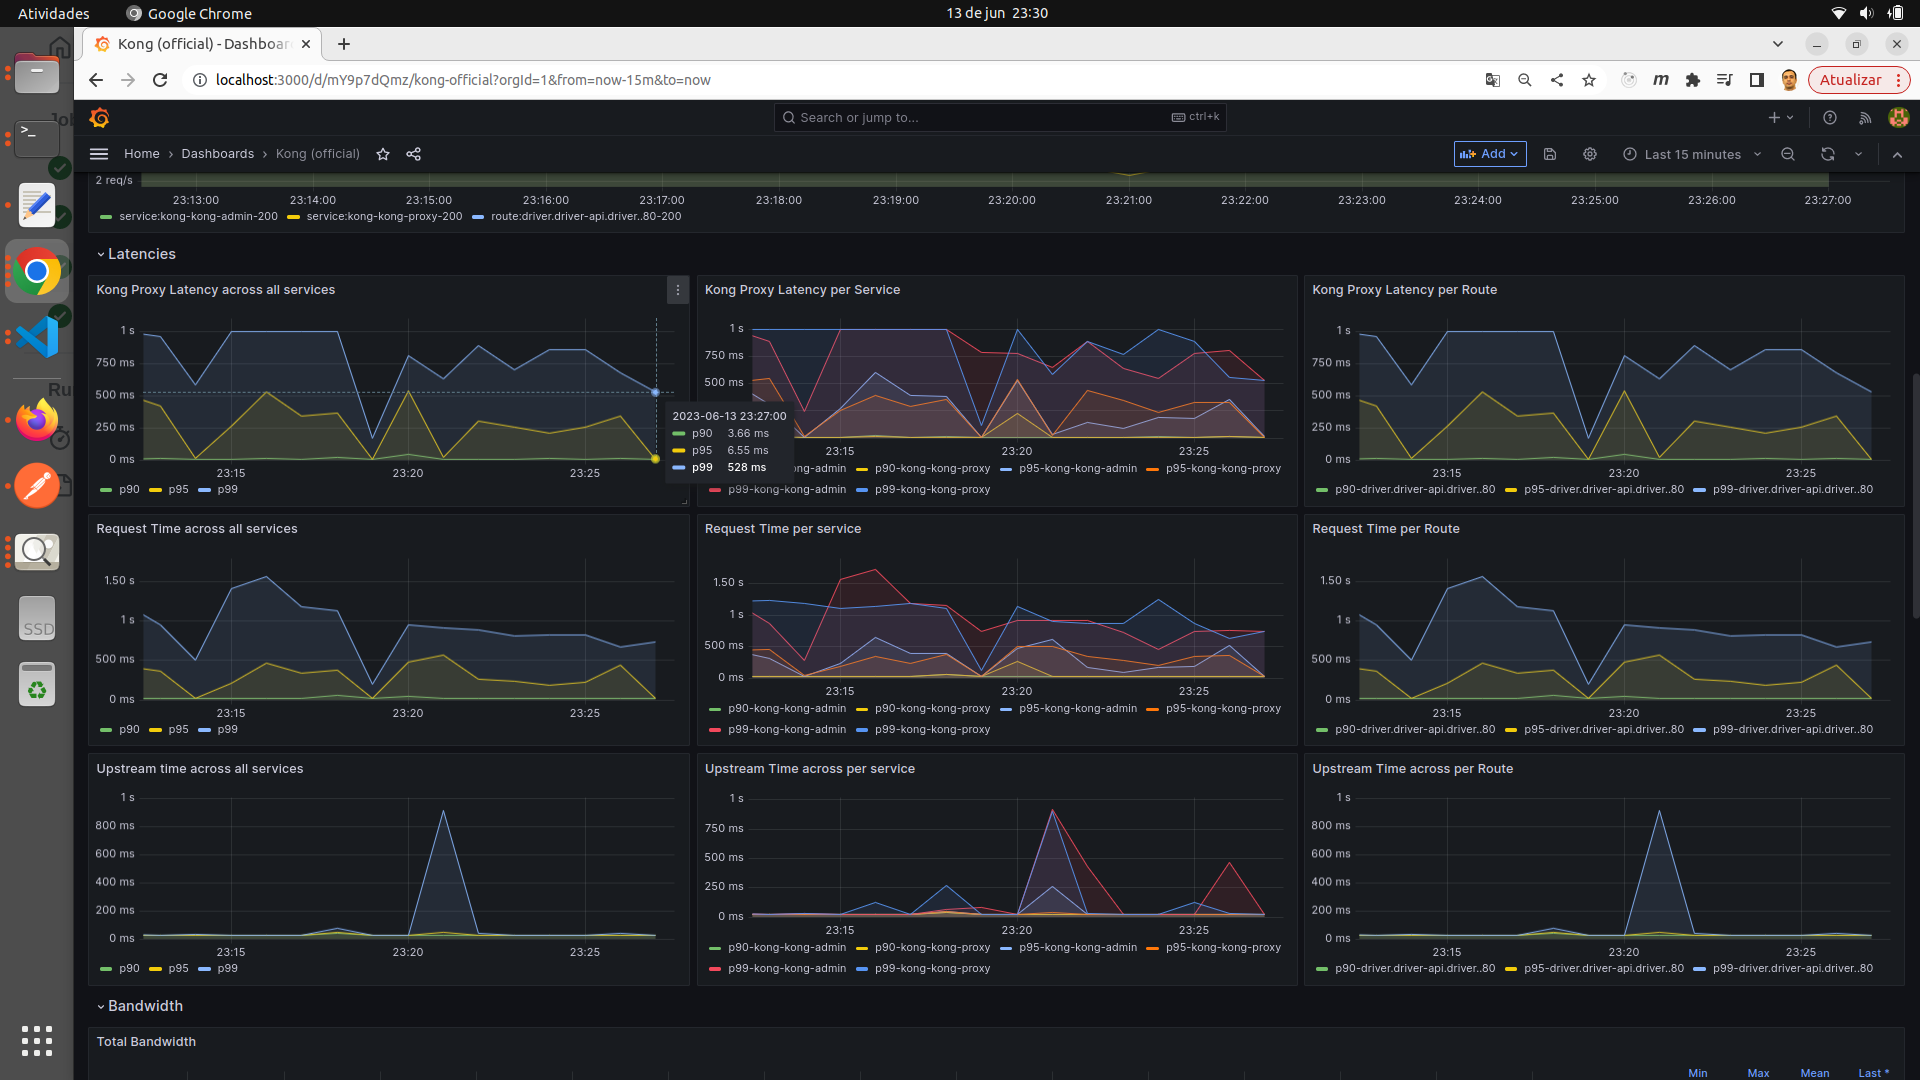 Atividades
Google Chrome
13 de jun 23:30
Kong (official) - Dashboar
localhost:3000/d/mY9p7dQmz/kong-official?orgId=1&from=now-15m&to=now
m
Atualizar
Search or jump to...
ctrl+k
Home › Dashboards › Kong (official)
Add
Last 15 minutes
>_
SSD
2 req/s
23:13:00 23:14:00 23:15:00 23:16:00 23:17:00 23:18:00 23:19:00 23:20:00 23:21:00 23:22:00 23:23:00 23:24:00 23:25:00 23:26:00 23:27:00
service:kong-kong-admin-200 service:kong-kong-proxy-200 route:driver.driver-api.driver..80-200
Latencies
Kong Proxy Latency across all services
1 s
750 ms
500 ms
250 ms
0 ms
23:15 23:20 23:25
p90 p95 p99
2023-06-13 23:27:00
p90 3.66 ms
p95 6.55 ms
p99 528 ms
Kong Proxy Latency per Service
1 s
750 ms
500 ms
23:15 23:20 23:25
ng-admin p90-kong-kong-proxy p95-kong-kong-admin p95-kong-kong-proxy
p99-kong-kong-admin p99-kong-kong-proxy
Kong Proxy Latency per Route
1 s
750 ms
500 ms
250 ms
0 ms
23:15 23:20 23:25
p90-driver.driver-api.driver..80 p95-driver.driver-api.driver..80 p99-driver.driver-api.driver..80
Request Time across all services
1.50 s
1 s
500 ms
0 ms
23:15 23:20 23:25
p90 p95 p99
Request Time per service
1.50 s
1 s
500 ms
0 ms
23:15 23:20 23:25
p90-kong-kong-admin p90-kong-kong-proxy p95-kong-kong-admin p95-kong-kong-proxy
p99-kong-kong-admin p99-kong-kong-proxy
Request Time per Route
1.50 s
1 s
500 ms
0 ms
23:15 23:20 23:25
p90-driver.driver-api.driver..80 p95-driver.driver-api.driver..80 p99-driver.driver-api.driver..80
Upstream time across all services
1 s
800 ms
600 ms
400 ms
200 ms
0 ms
23:15 23:20 23:25
p90 p95 p99
Upstream Time across per service
1 s
750 ms
500 ms
250 ms
0 ms
23:15 23:20 23:25
p90-kong-kong-admin p90-kong-kong-proxy p95-kong-kong-admin p95-kong-kong-proxy
p99-kong-kong-admin p99-kong-kong-proxy
Upstream Time across per Route
1 s
800 ms
600 ms
400 ms
200 ms
0 ms
23:15 23:20 23:25
p90-driver.driver-api.driver..80 p95-driver.driver-api.driver..80 p99-driver.driver-api.driver..80
Bandwidth
Total Bandwidth
Min Max Mean Last *